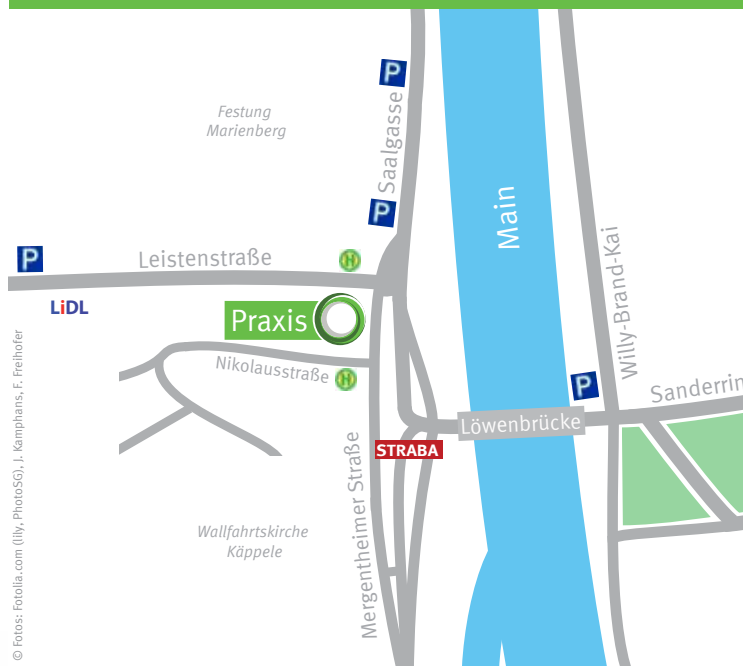 P
Festung
Marienberg
Saalgasse
P
Main
Leistenstraße
H
P
LiDL
Praxis
Willy-Brand-Kai
Nikolausstraße
H
P
Sanderrin
Löwenbrücke
STRABA
Mergentheimer Straße
Wallfahrtskirche
Käppele
© Fotos: Fotolia.com (lily, PhotoSG), J. Kamphans, F. Freihofer